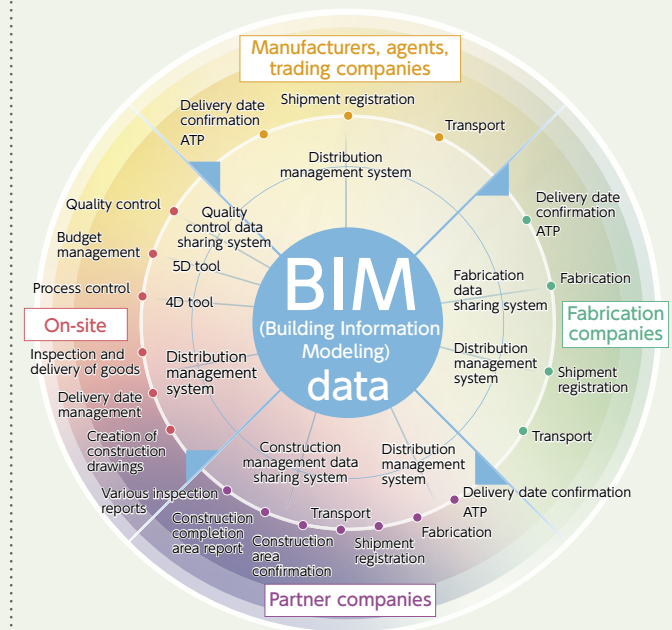 Manufacturers, agents,
trading companies
Shipment registration
Delivery date
confirmation
ATP
Transport
Distribution
management system
Delivery date
confirmation
ATP
Fabrication
Fabrication
data
sharing system
Fabrication
companies
Distribution
management
system
Shipment
registration
Transport
Quality control
Quality
control data
sharing system
Budget
management
5D tool
Process control
4D tool
On-site
Inspection and
delivery of goods
Distribution
management
system
Delivery date
management
Creation of
construction
drawings
BIM
(Building Information
Modeling)
data
Construction
management data
sharing system
Distribution
management
system
Various inspection
reports
Construction
completion
area report
Construction
area
confirmation
Transport
Shipment
registration
Fabrication
Delivery date confirmation
ATP
Partner companies